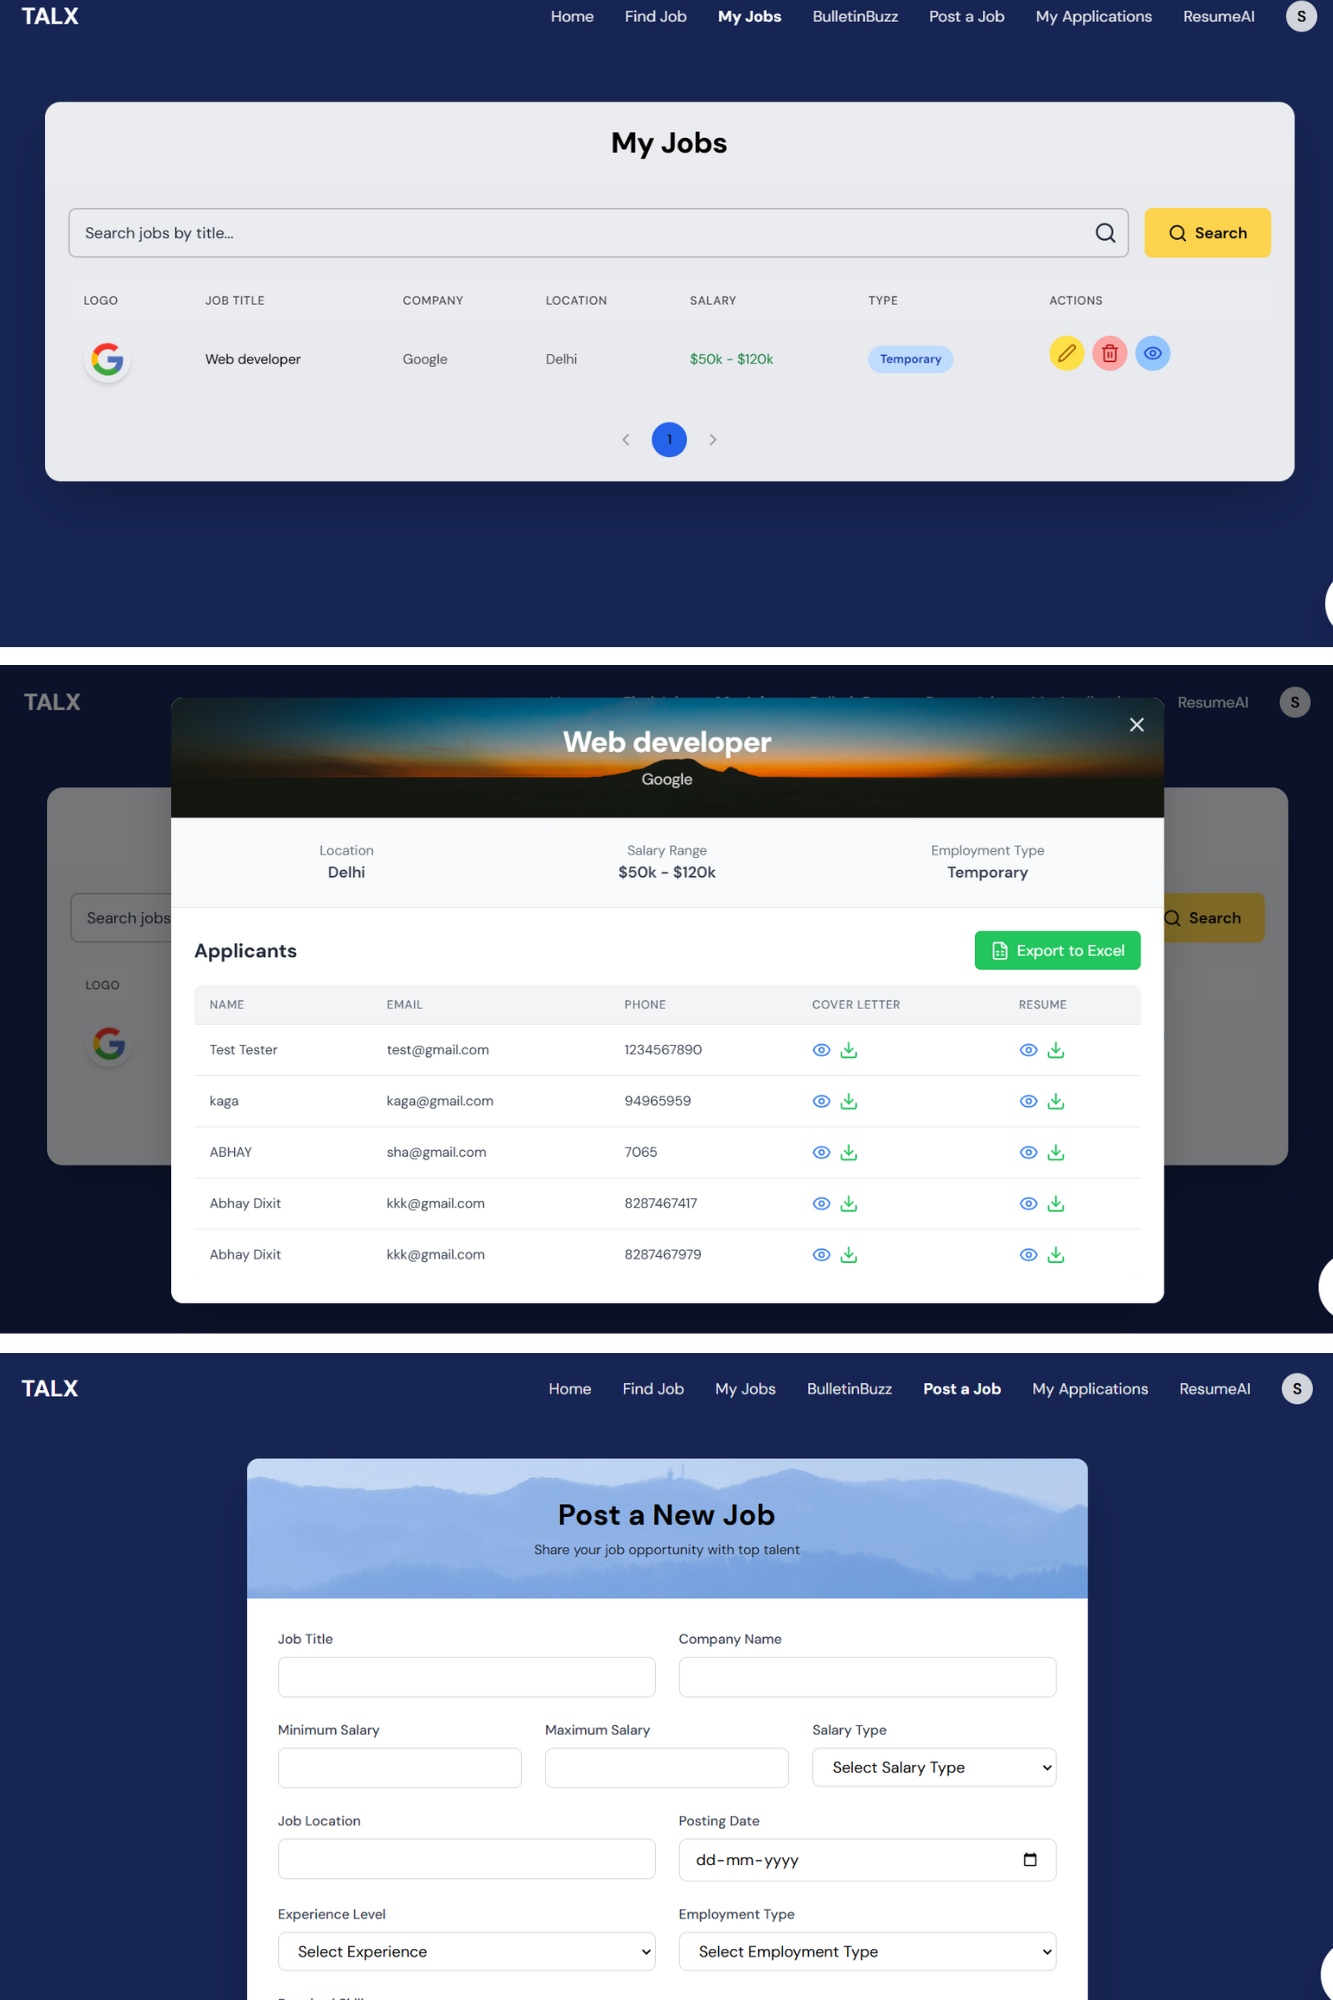 TALX
Home Find Job My Jobs BulletinBuzz Post a Job My Applications ResumeAI S
My Jobs
Search jobs by title...
Search
LOGO JOB TITLE COMPANY LOCATION SALARY TYPE ACTIONS
Web developer Google Delhi $50k - $120k Temporary
1
TALX
ResumeAI S
Web developer
Google
Location Salary Range Employment Type
Delhi $50k - $120k Temporary
Search jobs
Search
LOGO
Applicants
Export to Excel
NAME EMAIL PHONE COVER LETTER RESUME
Test Tester test@gmail.com 1234567890
kaga kaga@gmail.com 94965959
ABHAY sha@gmail.com 7065
Abhay Dixit kkk@gmail.com 8287467417
Abhay Dixit kkk@gmail.com 8287467979
TALX
Home Find Job My Jobs BulletinBuzz Post a Job My Applications ResumeAI S
Post a New Job
Share your job opportunity with top talent
Job Title Company Name
Minimum Salary Maximum Salary Salary Type
Select Salary Type
Job Location Posting Date
dd-mm-yyyy
Experience Level Employment Type
Select Experience Select Employment Type